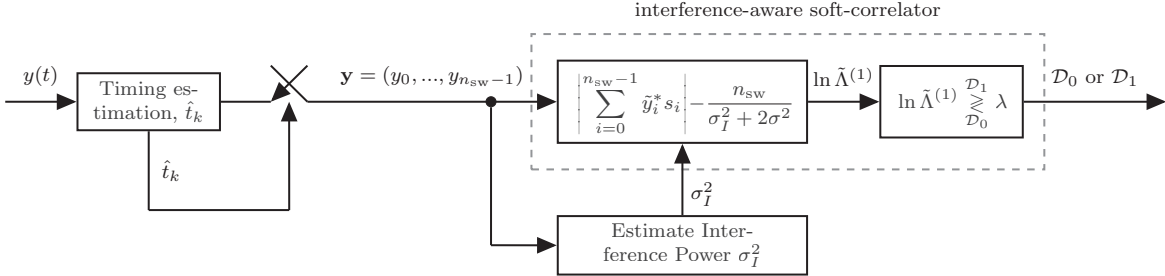 interference-aware soft-correlator
y(t)
Timing es-
timation, t̂_k
t̂_k
𝐲 = (y_0, ..., y_{n_sw−1})
|∑_{i=0}^{n_sw−1} ỹ_i^* s_i| − n_sw / (σ_I^2 + 2σ^2)
ln Λ̃^{(1)}
ln Λ̃^{(1)} ≷_{𝒟_0}^{𝒟_1} λ
𝒟_0 or 𝒟_1
σ_I^2
Estimate Inter-
ference Power σ_I^2